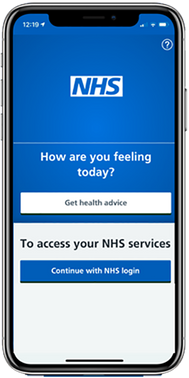 12:19
?
NHS
How are you feeling
today?
Get health advice
To access your NHS services
Continue with NHS login